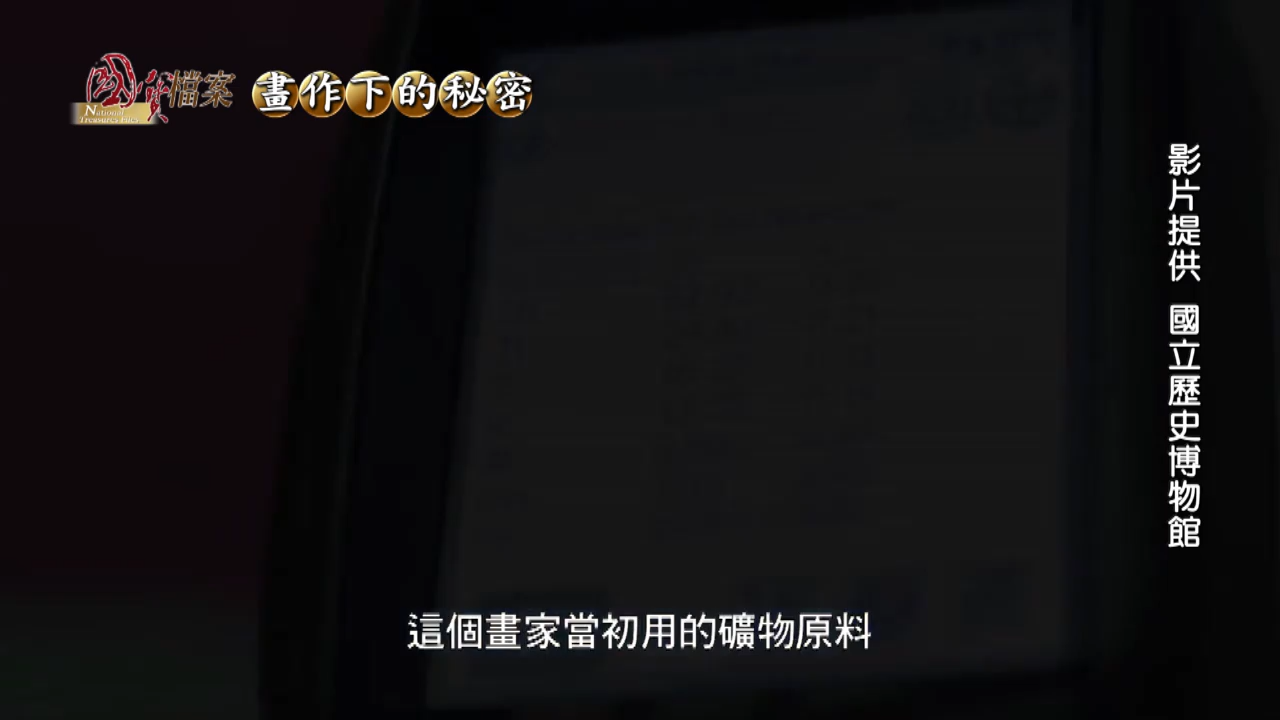 國寶檔案
National
Treasures Files
畫作下的秘密
影片提供 國立歷史博物館
這個畫家當初用的礦物原料